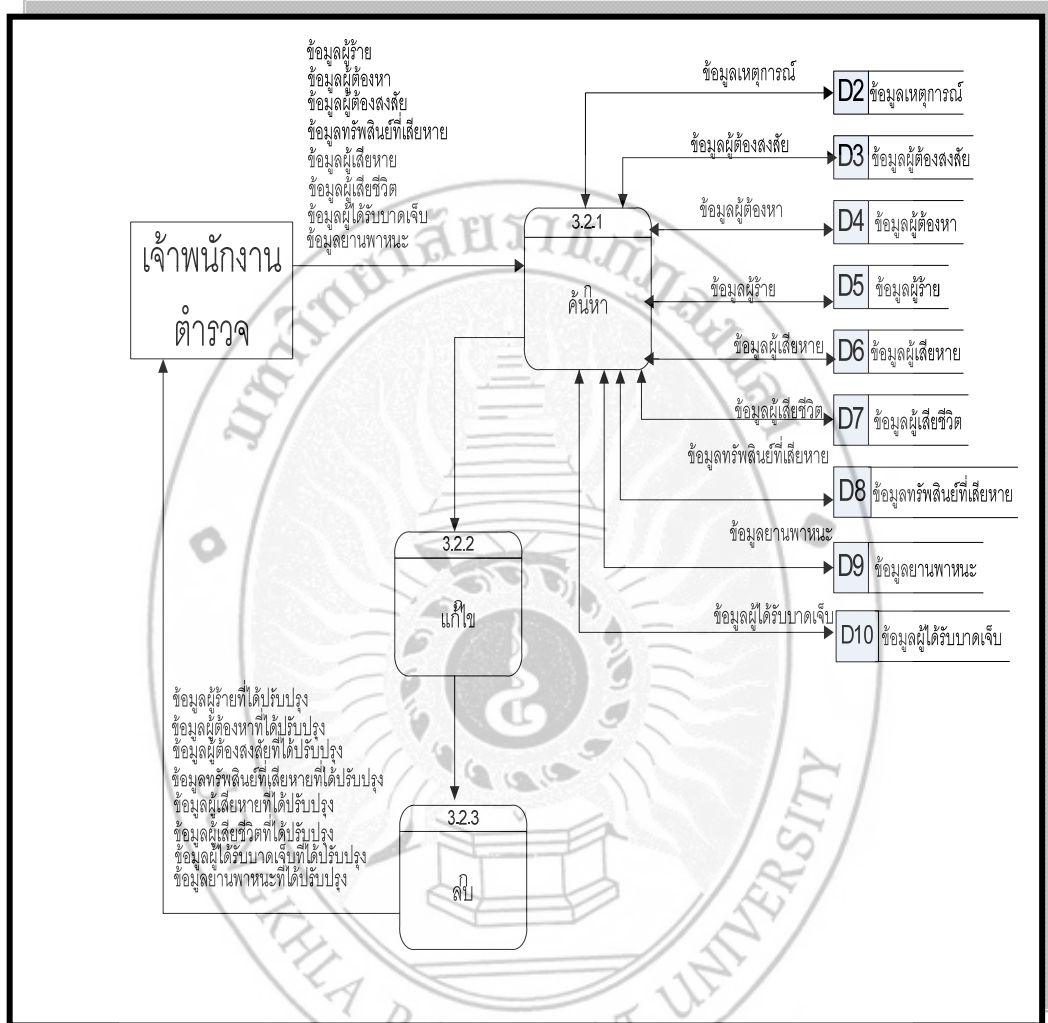 ข้อมูลผู้ร้าย
ข้อมูลผู้ต้องหา
ข้อมูลผู้ต้องสงสัย
ข้อมูลทรัพสินย์ที่เสียหาย
ข้อมูลผู้เสียหาย
ข้อมูลผู้เสียชีวิต
ข้อมูลผู้ได้รับบาดเจ็บ
ข้อมูลยานพาหนะ
เจ้าพนักงาน
ตำรวจ
3.2.1
ค้นหา
ข้อมูลเหตุการณ์
D2 ข้อมูลเหตุการณ์
ข้อมูลผู้ต้องสงสัย
D3 ข้อมูลผู้ต้องสงสัย
ข้อมูลผู้ต้องหา
D4 ข้อมูลผู้ต้องหา
ข้อมูลผู้ร้าย
D5 ข้อมูลผู้ร้าย
ข้อมูลผู้เสียหาย
D6 ข้อมูลผู้เสียหาย
ข้อมูลผู้เสียชีวิต
D7 ข้อมูลผู้เสียชีวิต
ข้อมูลทรัพสินย์ที่เสียหาย
D8 ข้อมูลทรัพสินย์ที่เสียหาย
ข้อมูลยานพาหนะ
D9 ข้อมูลยานพาหนะ
ข้อมูลผู้ได้รับบาดเจ็บ
D10 ข้อมูลผู้ได้รับบาดเจ็บ
3.2.2
แก้ไข
3.2.3
ลบ
ข้อมูลผู้ร้ายที่ได้ปรับปรุง
ข้อมูลผู้ต้องหาที่ได้ปรับปรุง
ข้อมูลผู้ต้องสงสัยที่ได้ปรับปรุง
ข้อมูลทรัพสินย์ที่เสียหายที่ได้ปรับปรุง
ข้อมูลผู้เสียหายที่ได้ปรับปรุง
ข้อมูลผู้เสียชีวิตที่ได้ปรับปรุง
ข้อมูลผู้ได้รับบาดเจ็บที่ได้ปรับปรุง
ข้อมูลยานพาหนะที่ได้ปรับปรุง
มหาวิทยาลัยราชภัฏสงขลา
UNIVERSITY